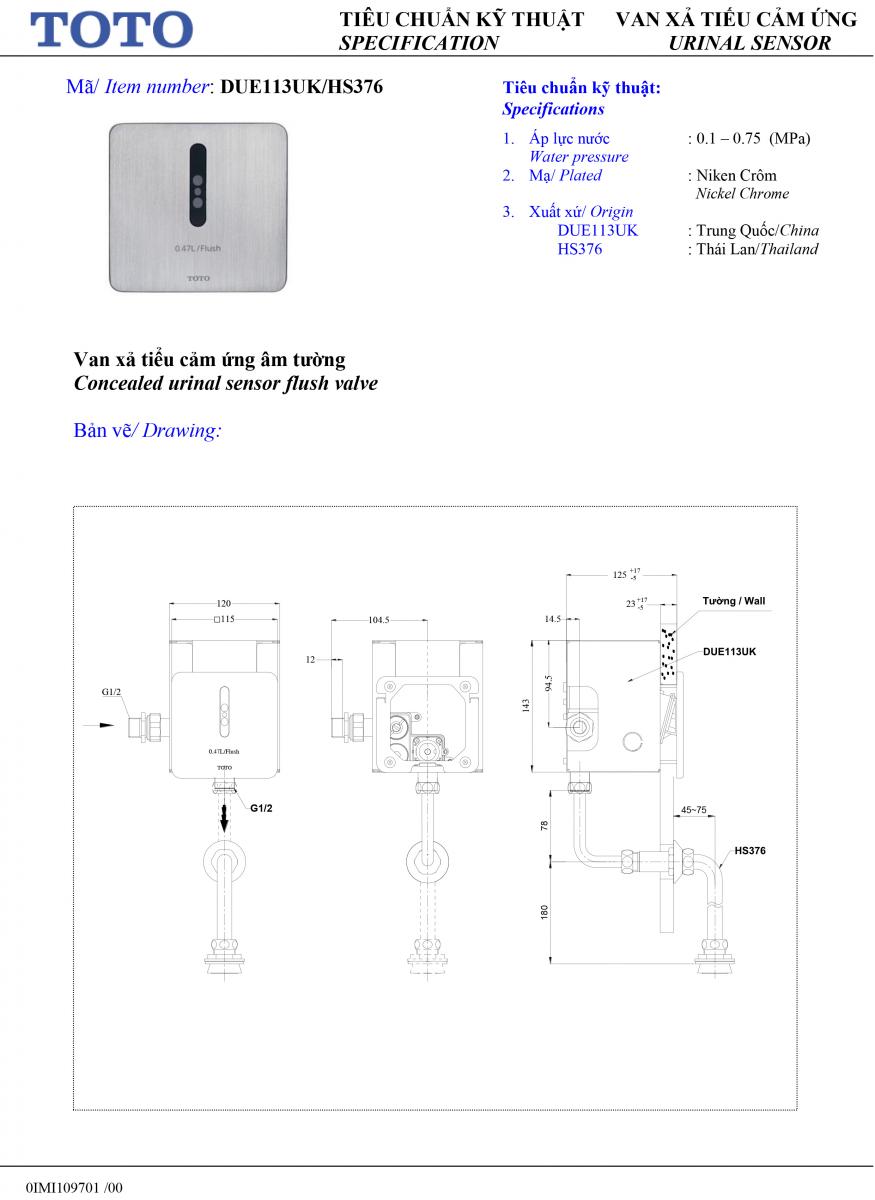 TOTO
TIÊU CHUẨN KỸ THUẬT VAN XẢ TIỂU CẢM ỨNG
SPECIFICATION URINAL SENSOR
Mã/ Item number: DUE113UK/HS376
0.47L/Flush
TOTO
Tiêu chuẩn kỹ thuật:
Specifications
1. Áp lực nước : 0.1 – 0.75 (MPa)
Water pressure
2. Mạ/ Plated : Niken Crôm
Nickel Chrome
3. Xuất xứ/ Origin
DUE113UK : Trung Quốc/China
HS376 : Thái Lan/Thailand
Van xả tiểu cảm ứng âm tường
Concealed urinal sensor flush valve
Bản vẽ/ Drawing:
120
□115
G1/2
0.47L/Flush
TOTO
G1/2
104.5
12
125 +17 -5
23 +17 -5
14.5
Tường / Wall
DUE113UK
94.5
143
45~75
78
HS376
180
0IMI109701 /00